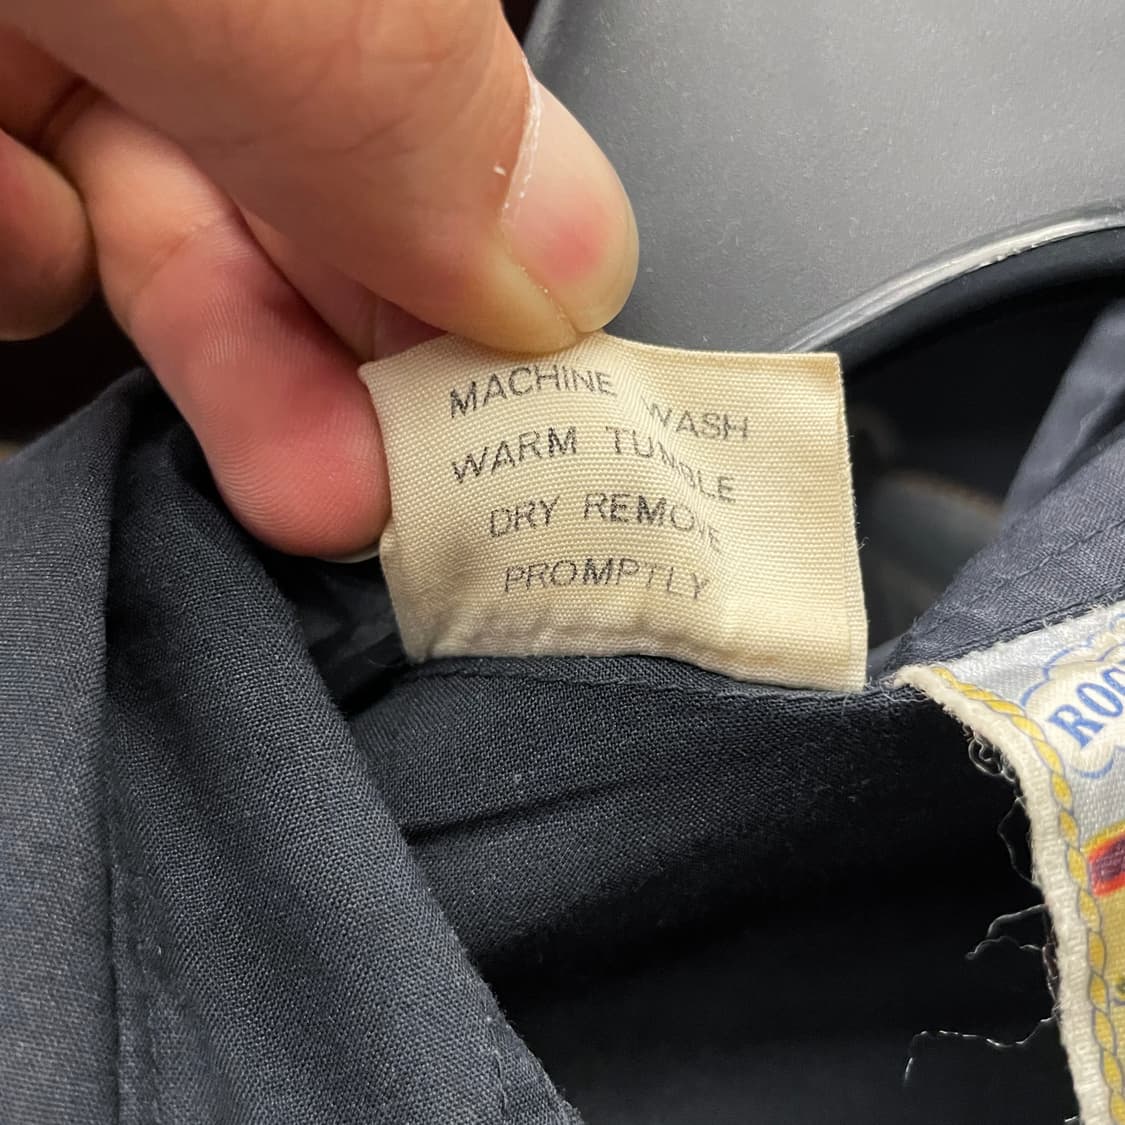 MACHINE WASH
WARM TUMBLE
DRY REMOVE
PROMPTLY